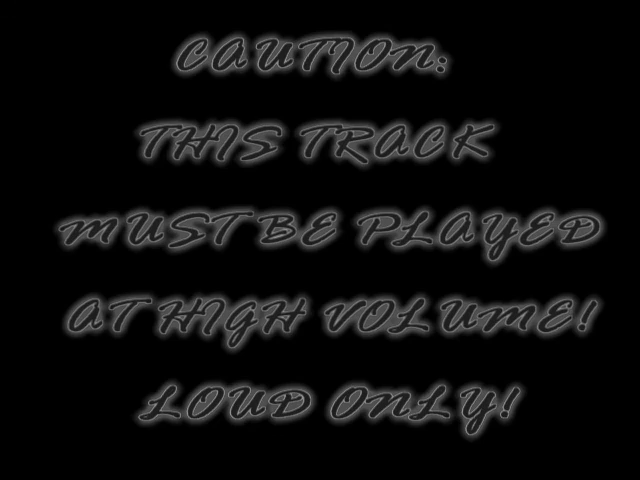 CAUTION:
THIS TRACK
MUST BE PLAYED
AT HIGH VOLUME!
LOUD ONLY!